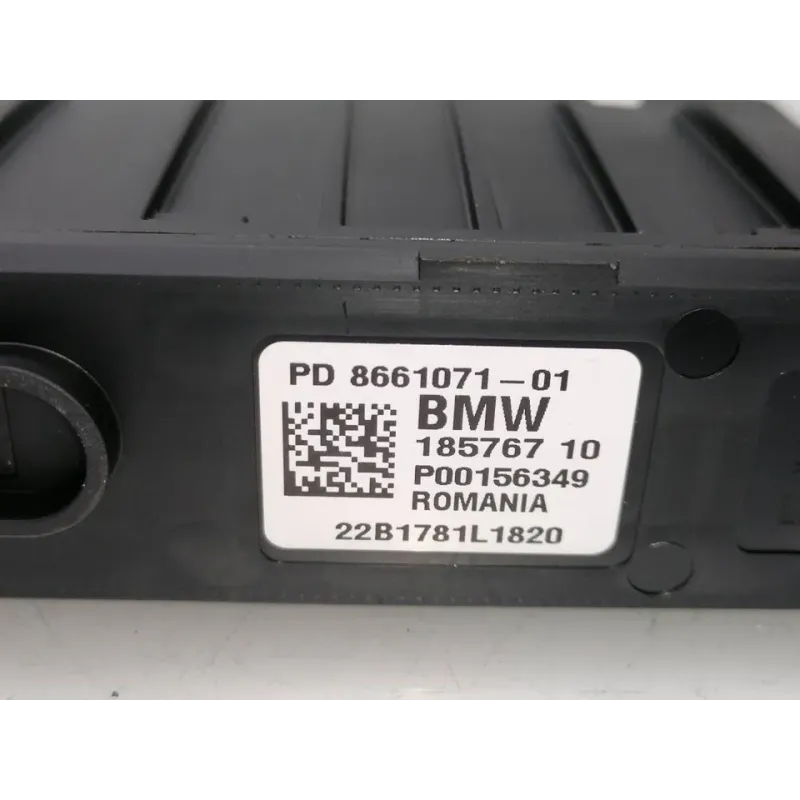 PD 8661071-01
BMW
185767 10
P00156349
ROMANIA
22B1781L1820